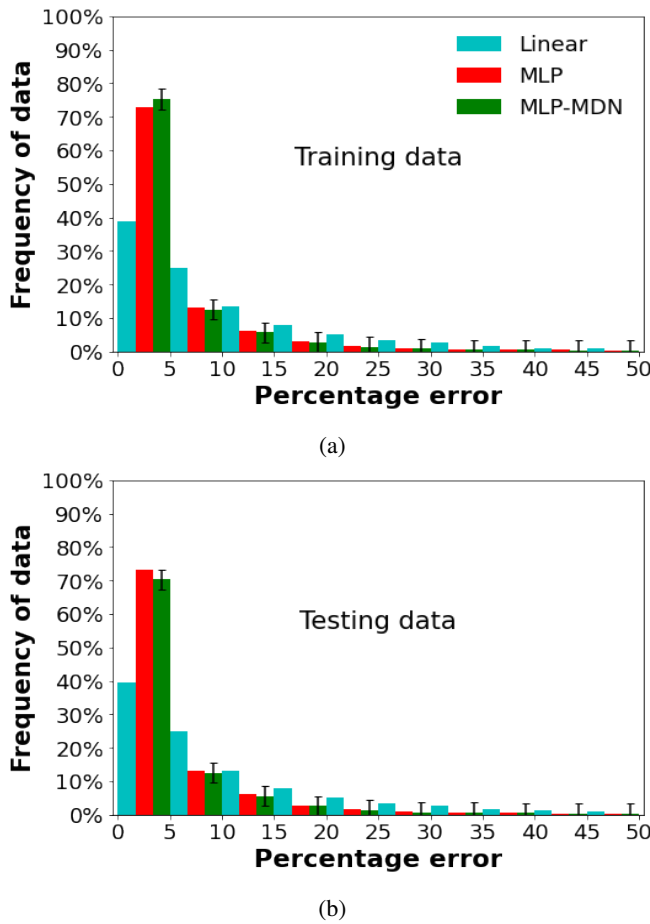 100%
90%
80%
70%
60%
50%
40%
30%
20%
10%
0%
Frequency of data
Linear
MLP
MLP-MDN
Training data
0 5 10 15 20 25 30 35 40 45 50
Percentage error
(a)
100%
90%
80%
70%
60%
50%
40%
30%
20%
10%
0%
Frequency of data
Testing data
0 5 10 15 20 25 30 35 40 45 50
Percentage error
(b)